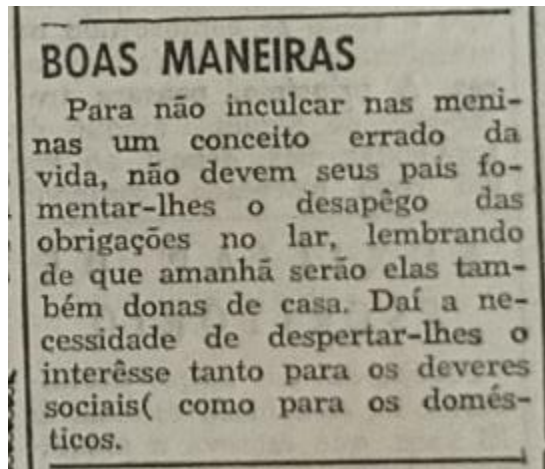 BOAS MANEIRAS
Para não inculcar nas meni-
nas um conceito errado da
vida, não devem seus pais fo-
mentar-lhes o desapêgo das
obrigações no lar, lembrando
de que amanhã serão elas tam-
bém donas de casa. Daí a ne-
cessidade de despertar-lhes o
interêsse tanto para os deveres
sociais( como para os domés-
ticos.